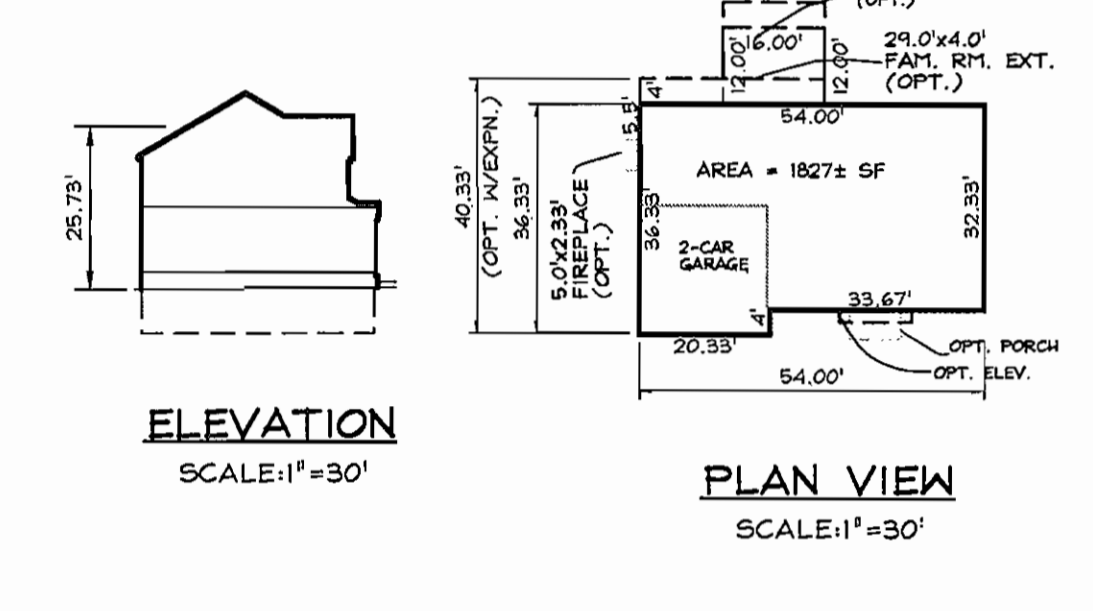 (OPT.)
16.00'
12.00'
12.00'
29.0'x4.0'
FAM. RM. EXT.
(OPT.)
4'
5.5'
54.00'
AREA = 1827± SF
25.73'
40.33'
(OPT. W/EXPN.)
36.33'
5.0'x2.33'
FIREPLACE
(OPT.)
36.33'
32.33'
2-CAR
GARAGE
33.67'
4'
20.33'
OPT. PORCH
OPT. ELEV.
54.00'
ELEVATION
SCALE:1"=30'
PLAN VIEW
SCALE:1"=30'